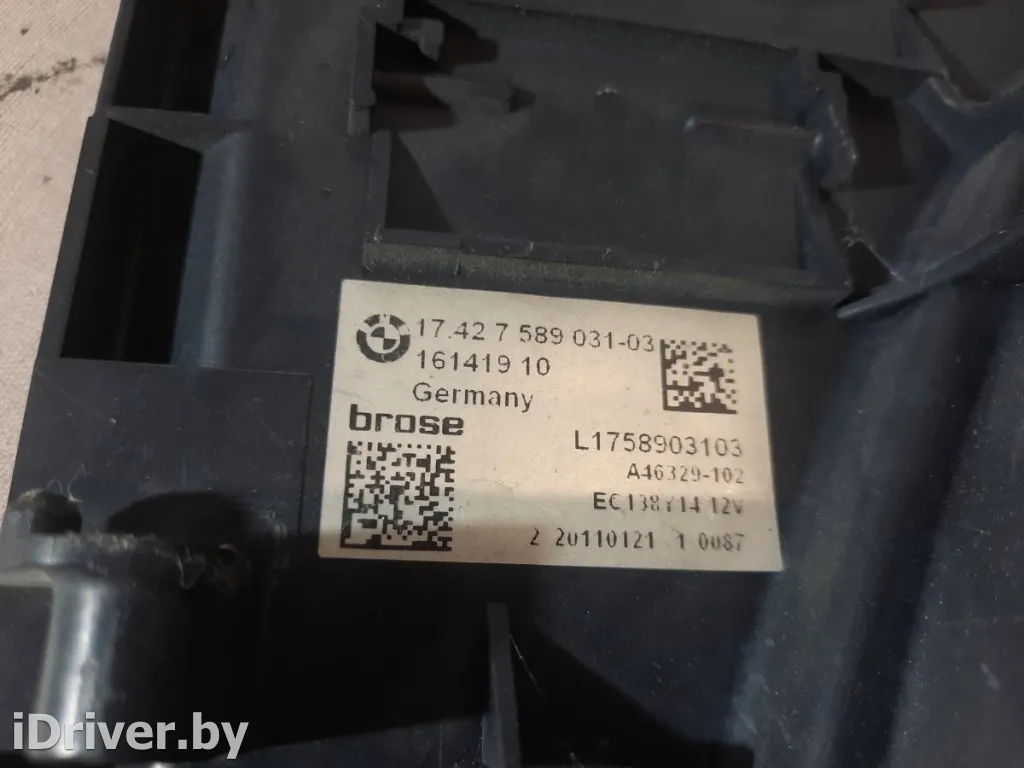 17.42 7 589 031-03
161419 10
Germany
brose
L1758903103
A46329-102
12V
2 20110121 1 0087
iDriver.by